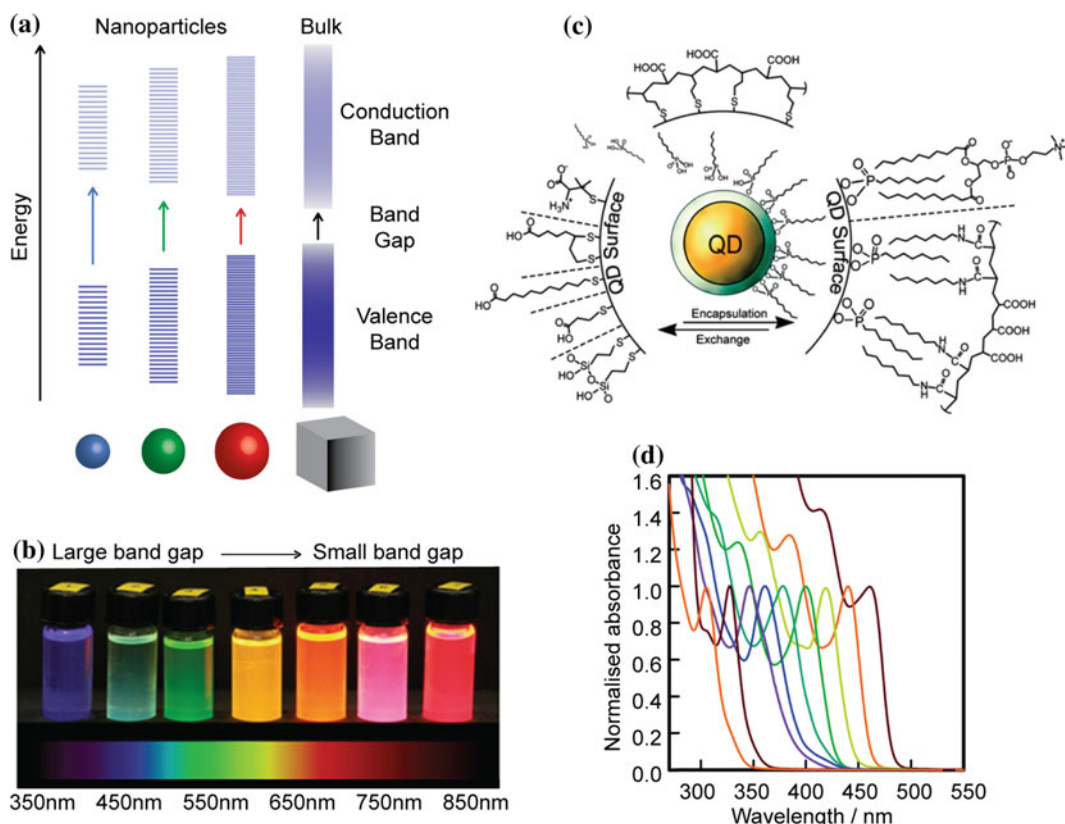 (a)
Nanoparticles Bulk
Energy
Conduction
Band
Band
Gap
Valence
Band
(b)
Large band gap Small band gap
350nm 450nm 550nm 650nm 750nm 850nm
(c)
HOOC COOH COOH
S S S S
QD Surface
QD
QD Surface
Encapsulation
Exchange
COOH
COOH
COOH
(d)
Normalised absorbance
1.6
1.4
1.2
1.0
0.8
0.6
0.4
0.2
0.0
300 350 400 450 500 550
Wavelength / nm